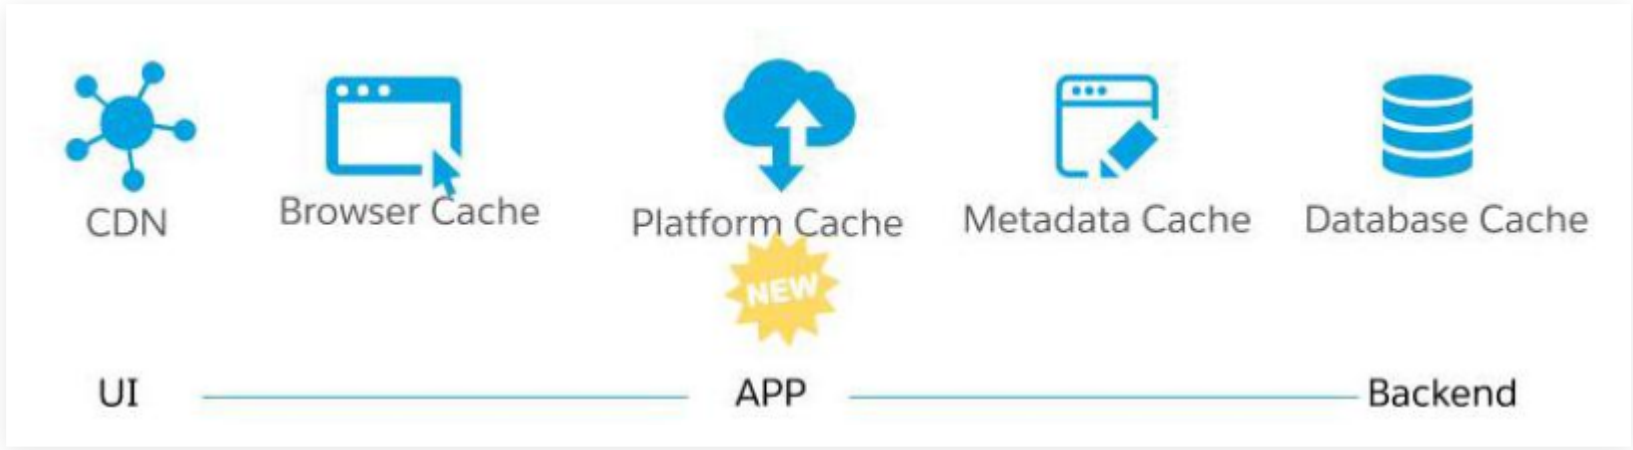 CDN
Browser Cache
Platform Cache
Metadata Cache
Database Cache
NEW
UI
APP
Backend